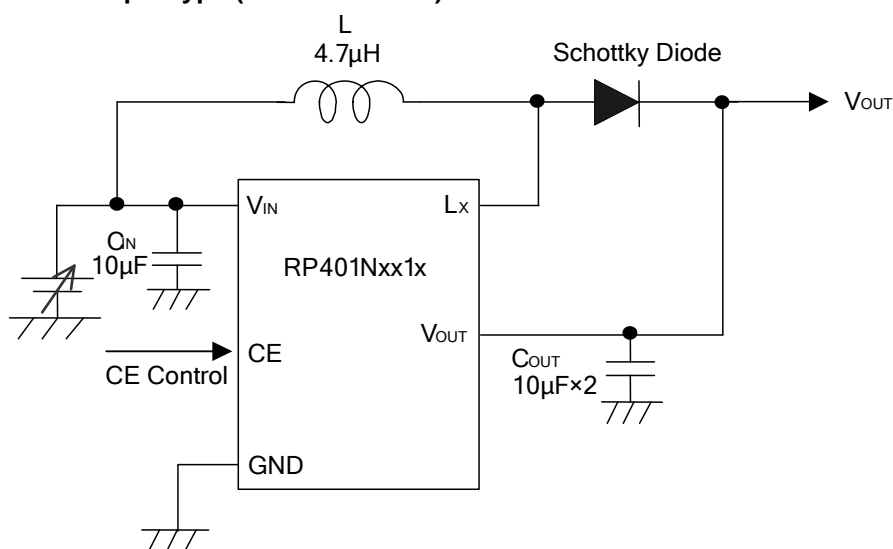 L
4.7µH
Schottky Diode
VOUT
VIN
LX
CIN
10µF
RP401Nxx1x
VOUT
CE
CE Control
COUT
10µF×2
GND